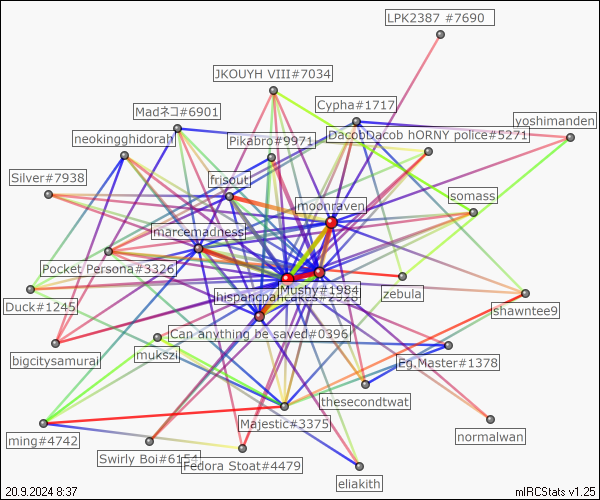 LPK2387 #7690
JKOUYH VIII#7034
Madネコ#6901
Cypha#1717
yoshimanden
neokingghidorah
Pikabro#9971
DacobDacob hORNY police#5271
Silver#7938
frisout
somass
moonraven
marcemadness
Pocket Persona#3326
Mushy#1984
zebula
Duck#1245
shawntee9
Can anything be saved#0396
bigcitysamurai
mukszi
Eg.Master#1378
thesecondtwat
ming#4742
Majestic#3375
normalwan
Swirly Boi#6154
Fedora Stoat#4479
eliakith
20.9.2024 8:37
mIRCStats v1.25